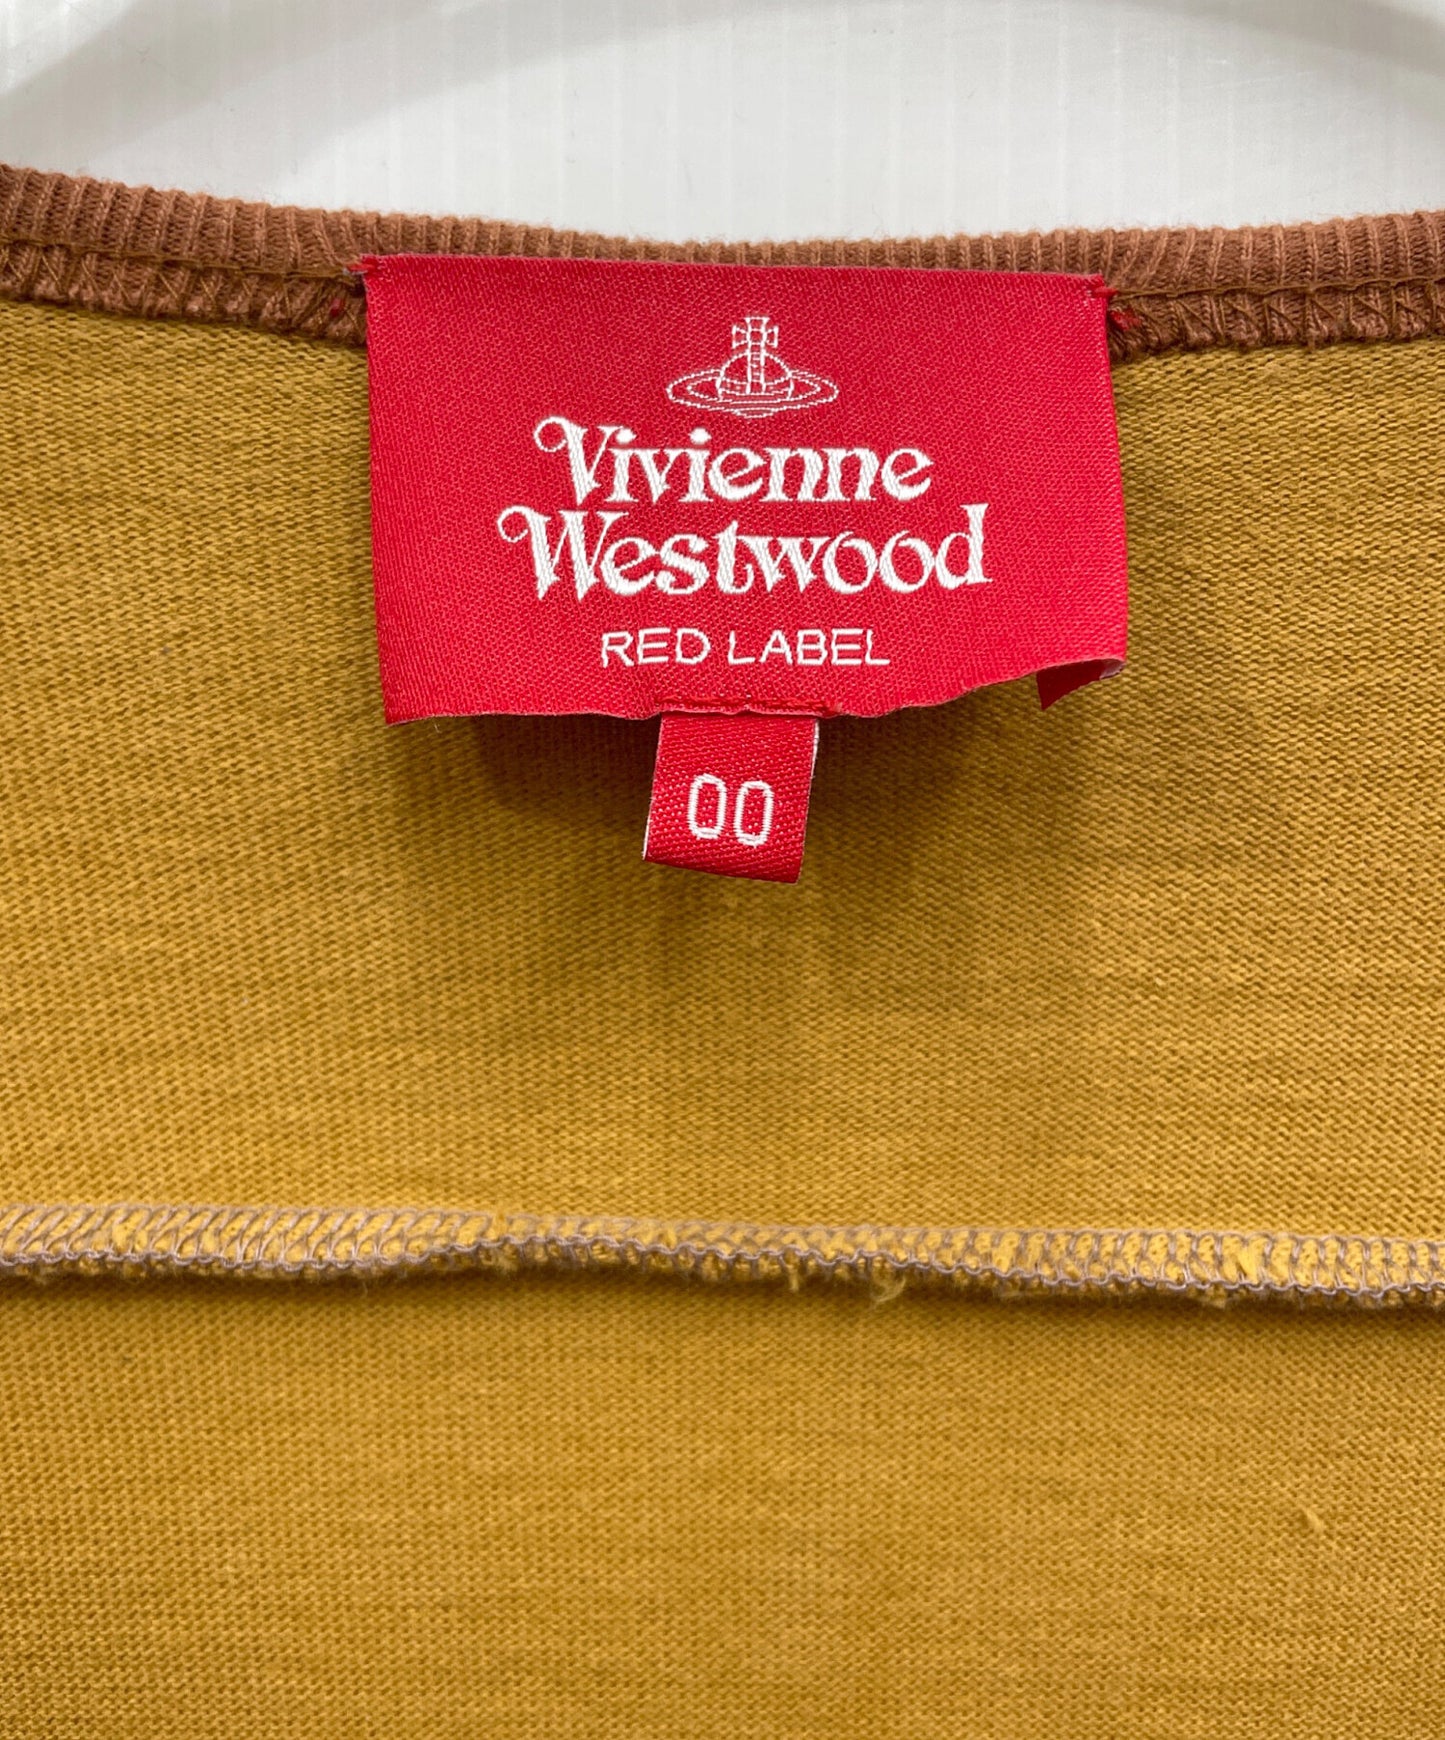 Vivienne
Westwood
RED LABEL
00